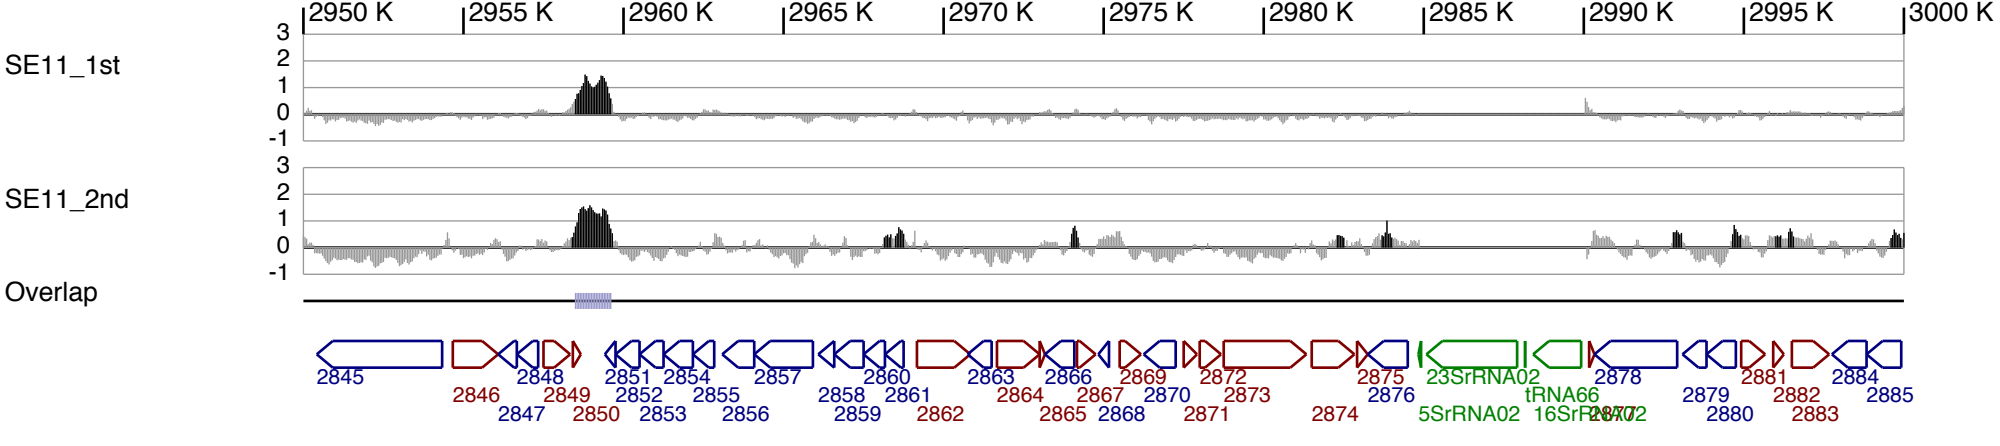 2950 K 2955 K 2960 K 2965 K 2970 K 2975 K 2980 K 2985 K 2990 K 2995 K 3000 K
3
2
SE11_1st
1
0
-1
3
2
SE11_2nd
1
0
-1
Overlap
2845 2848 2851 2854 2857 2860 2863 2866 2869 2872 2875 23SrRNA02 2878 2881 2884
2846 2849 2852 2855 2858 2861 2864 2867 2870 2873 2876 tRNA66 2879 2882 2885
2847 2850 2853 2856 2859 2862 2865 2868 2871 2874 5SrRNA02 16SrRNA02 2877 2880 2883